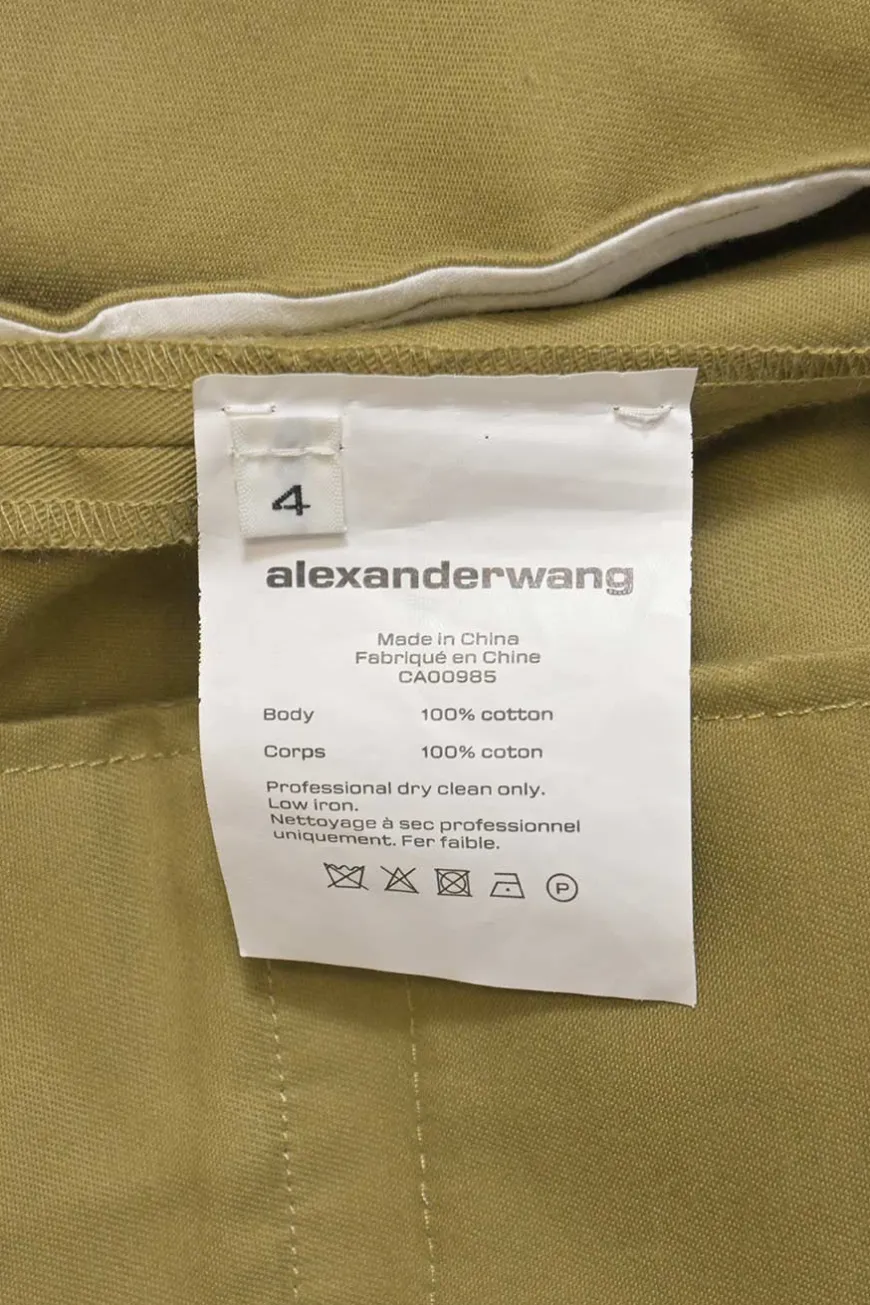 4
alexanderwang
Made in China
Fabriqué en Chine
CA00985
Body 100% cotton
Corps 100% coton
Professional dry clean only.
Low iron.
Nettoyage à sec professionnel
uniquement. Fer faible.
P